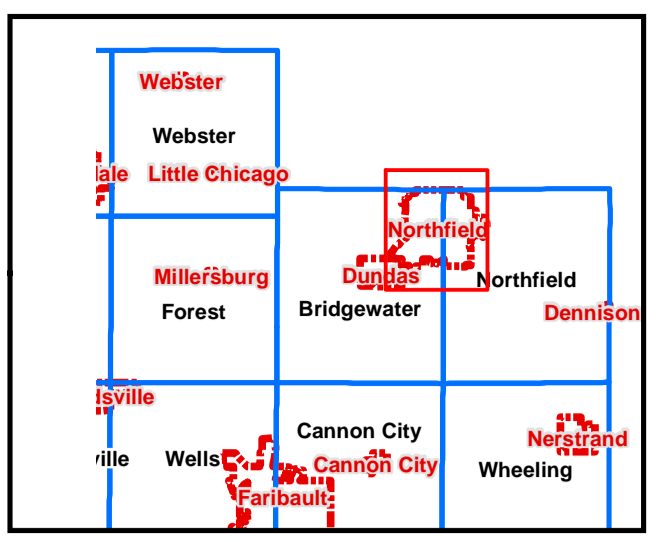 Webster
Webster
dale Little Chicago
Northfield
Millersburg
Dundas
Northfield
Forest
Bridgewater
Dennison
dsville
Cannon City
Nerstrand
ville
Wells
Cannon City
Wheeling
Faribault